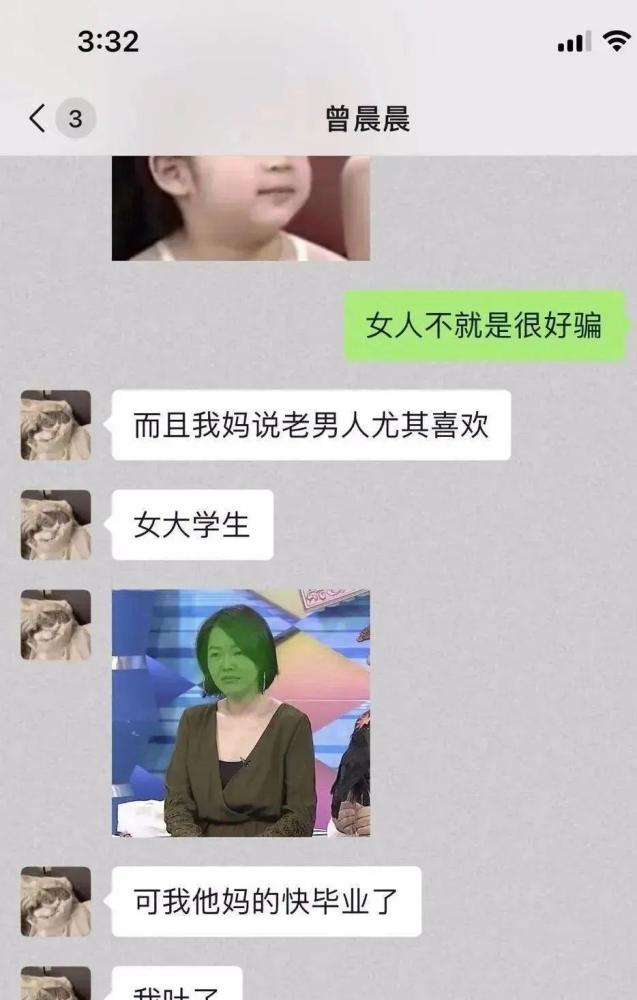 3:32
3
曾晨晨
女人不就是很好骗
而且我妈说老男人尤其喜欢
女大学生
可我他妈的快毕业了
我吐了